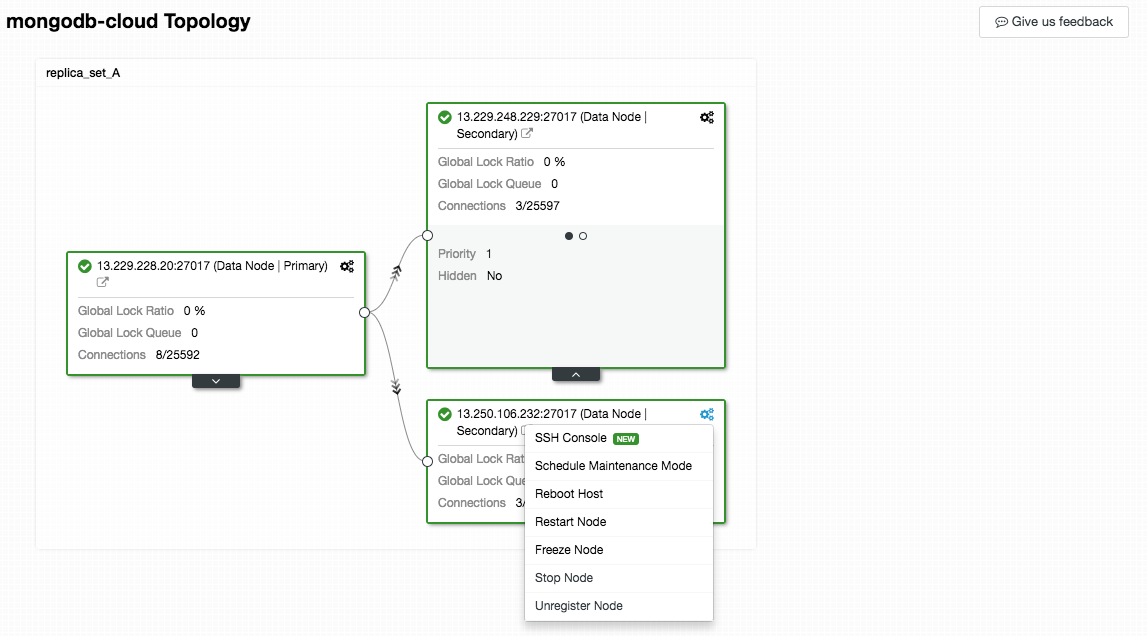 mongodb-cloud Topology
Give us feedback
replica_set_A
13.229.228.20:27017 (Data Node | Primary)
Global Lock Ratio 0 %
Global Lock Queue 0
Connections 8/25592
13.229.248.229:27017 (Data Node |
Secondary)
Global Lock Ratio 0 %
Global Lock Queue 0
Connections 3/25597
Priority 1
Hidden No
13.250.106.232:27017 (Data Node |
Secondary)
Global Lock Rat
Global Lock Que
Connections 3/
SSH Console NEW
Schedule Maintenance Mode
Reboot Host
Restart Node
Freeze Node
Stop Node
Unregister Node